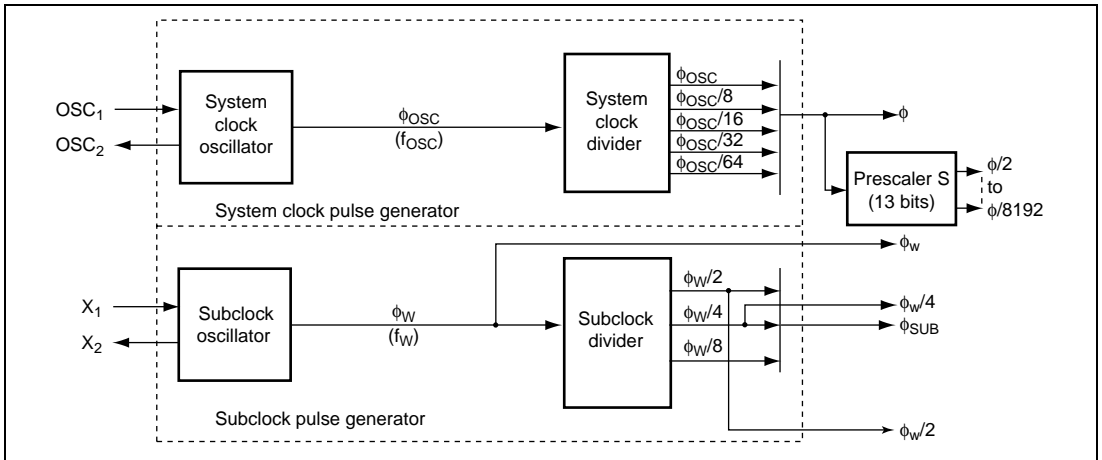 OSC₁
OSC₂
System
clock
oscillator
ϕOSC
(fOSC)
System
clock
divider
ϕOSC
ϕOSC/8
ϕOSC/16
ϕOSC/32
ϕOSC/64
ϕ
Prescaler S
(13 bits)
ϕ/2
to
ϕ/8192
System clock pulse generator
X₁
X₂
Subclock
oscillator
ϕW
(fW)
Subclock
divider
ϕW/2
ϕW/4
ϕW/8
ϕw
ϕw/4
ϕSUB
ϕw/2
Subclock pulse generator